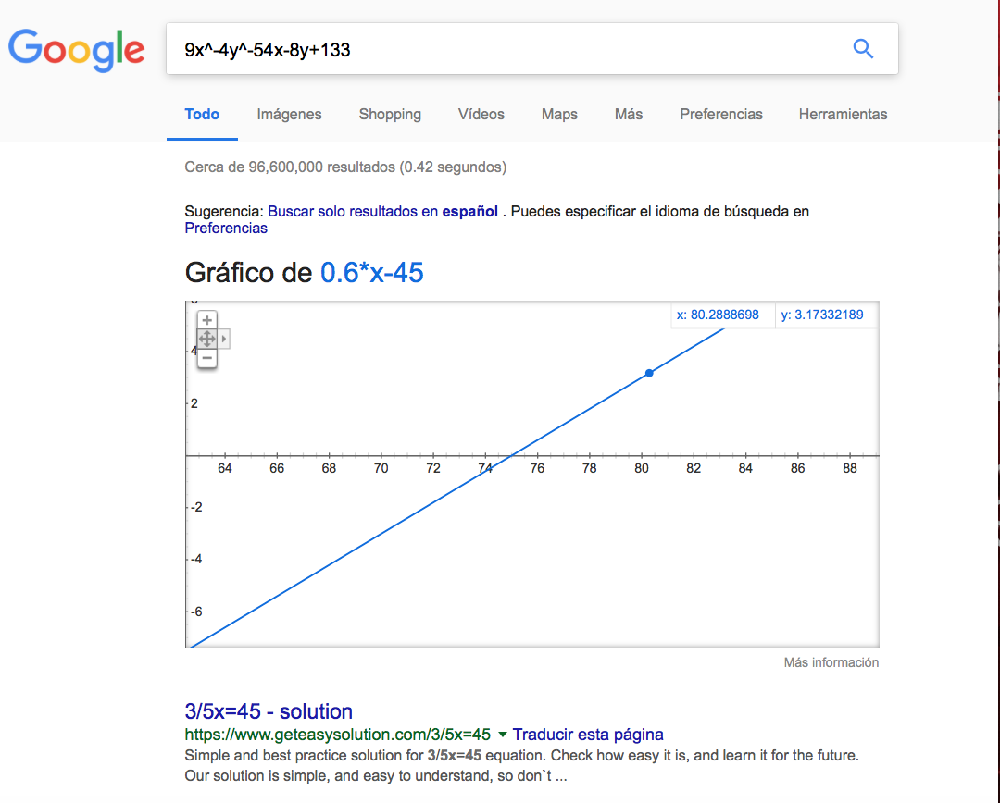 Google
9x^-4y^-54x-8y+133
Todo Imágenes Shopping Vídeos Maps Más Preferencias Herramientas
Cerca de 96,600,000 resultados (0.42 segundos)
Sugerencia: Buscar solo resultados en español . Puedes especificar el idioma de búsqueda en
Preferencias
Gráfico de 0.6*x-45
x: 80.2888698 y: 3.17332189
4
2
64 66 68 70 72 74 76 78 80 82 84 86 88
-2
-4
-6
Más información
3/5x=45 - solution
https://www.geteasysolution.com/3/5x=45 Traducir esta página
Simple and best practice solution for 3/5x=45 equation. Check how easy it is, and learn it for the future.
Our solution is simple, and easy to understand, so don`t ...